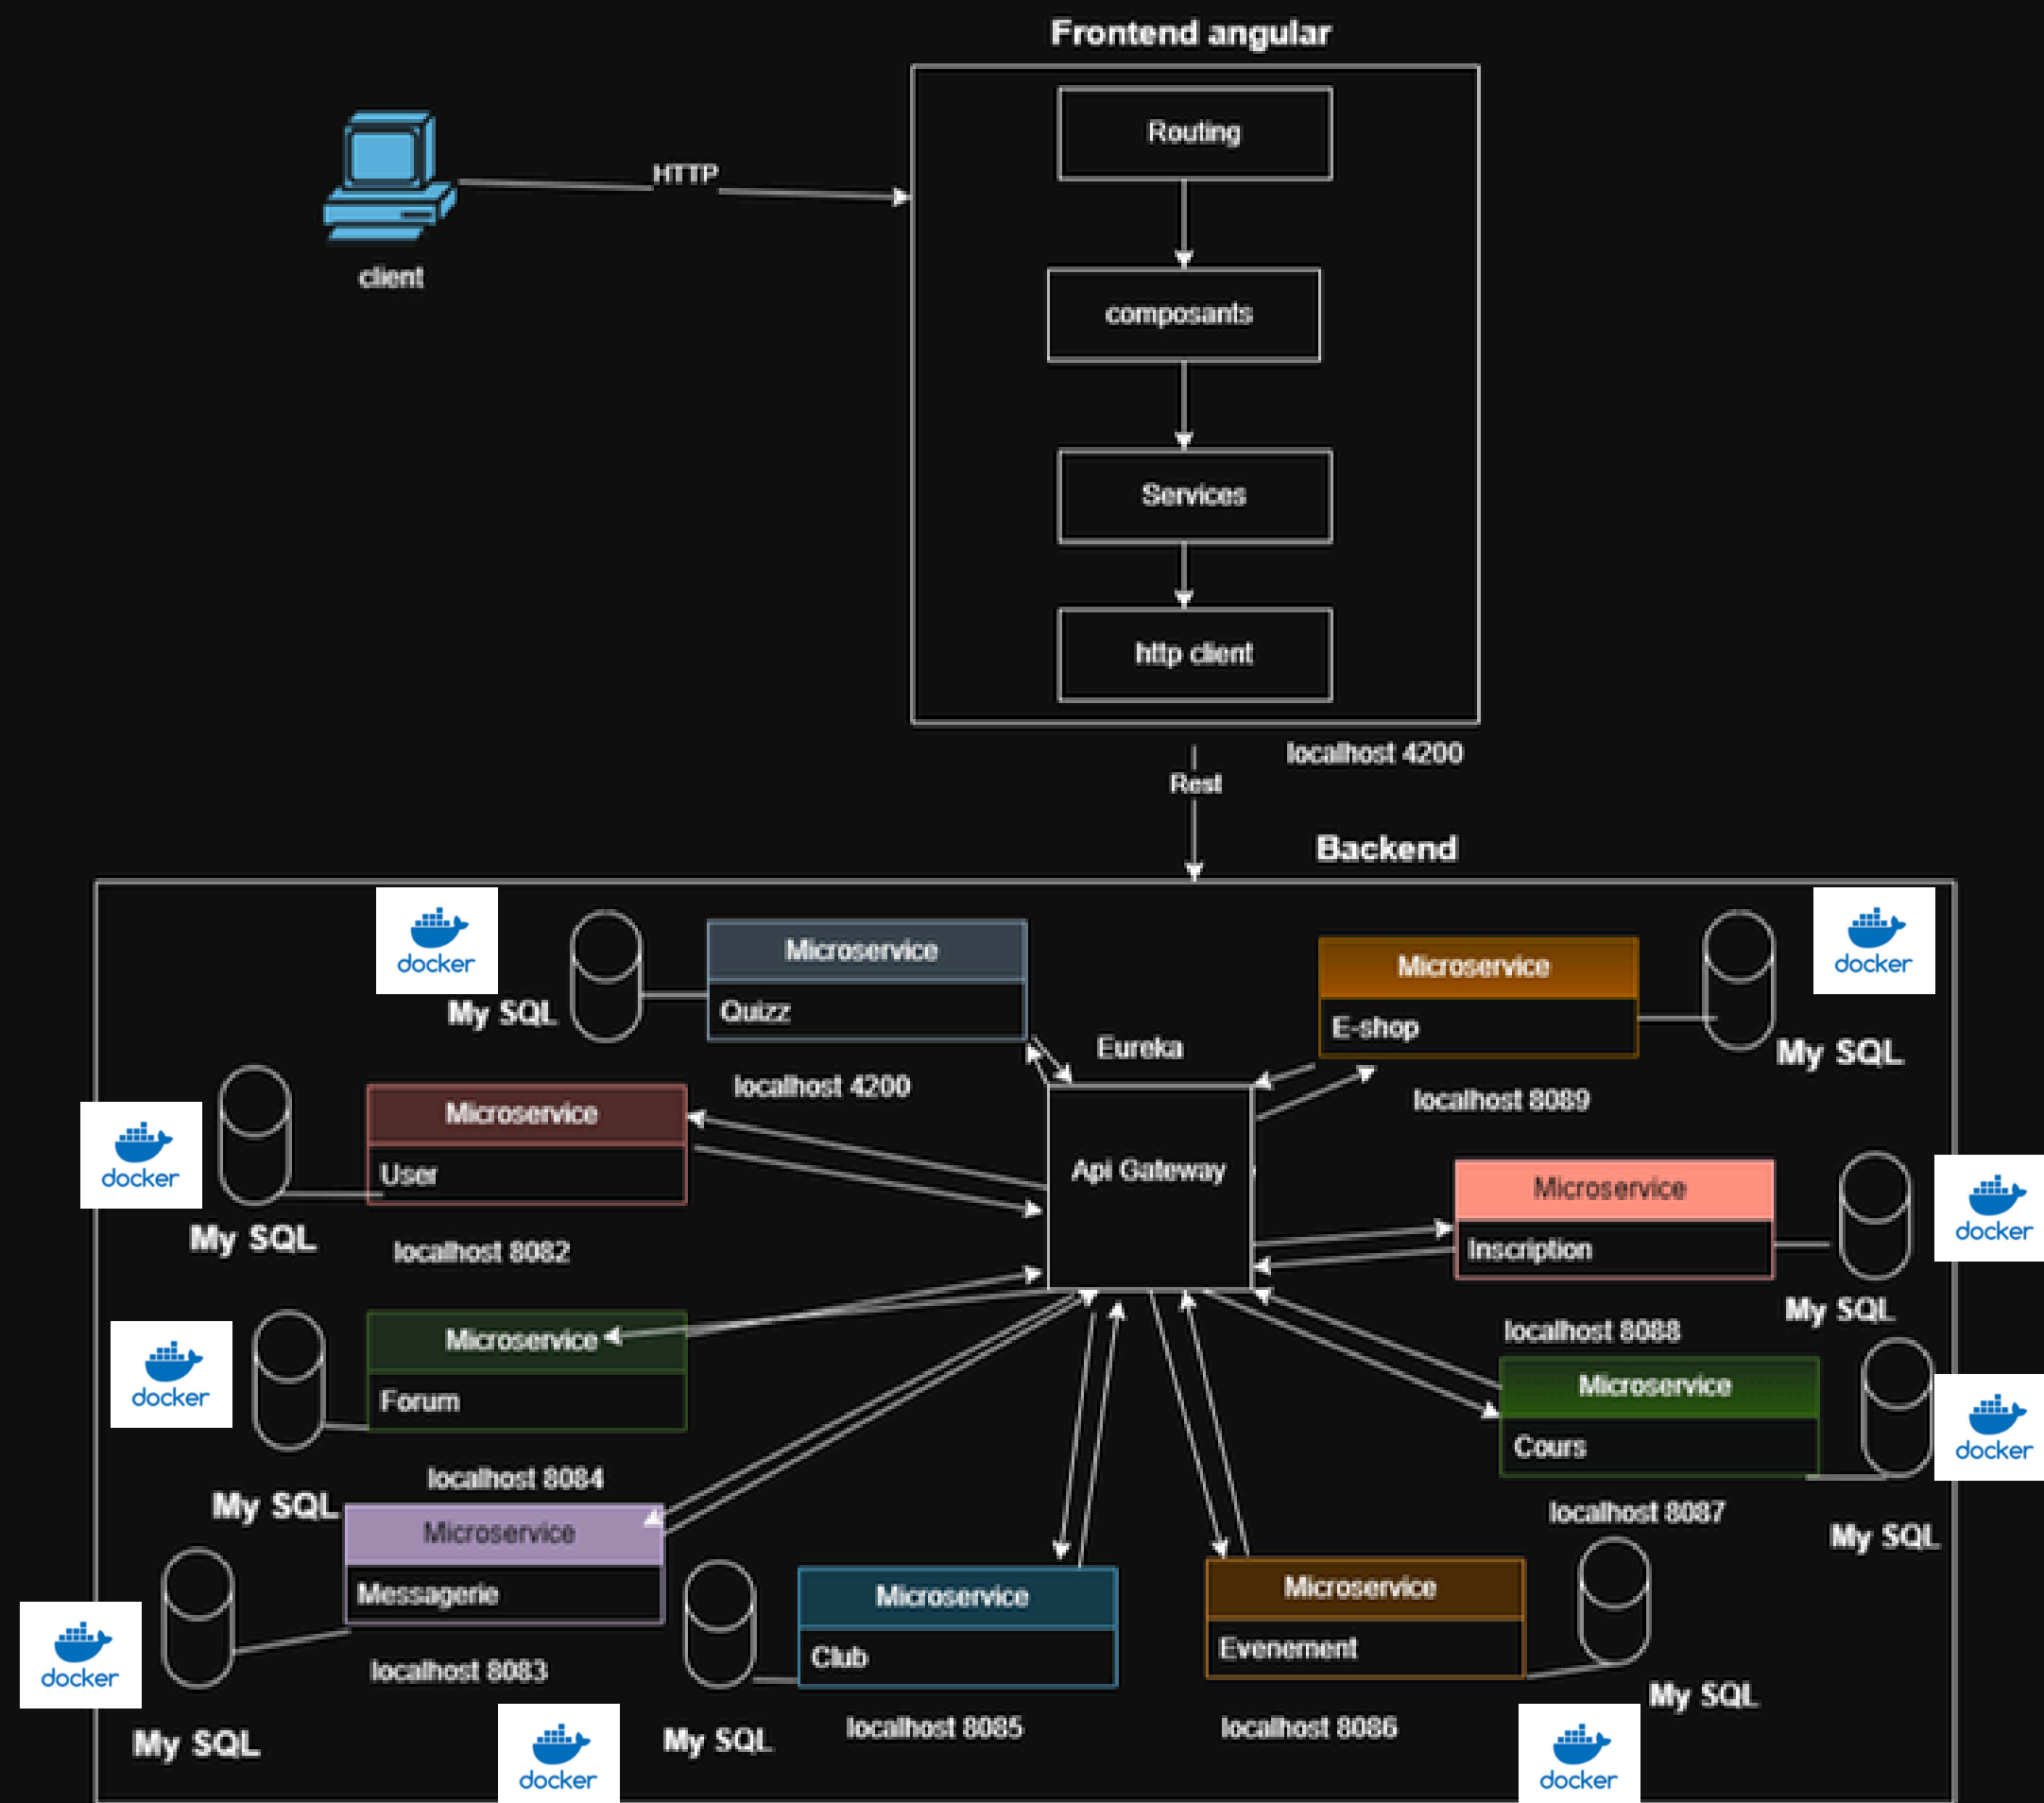 Frontend angular
Routing
HTTP
client
composants
Services
http client
localhost 4200
Rest
Backend
docker
docker
Microservice
Microservice
My SQL
Quizz
E-shop
Eureka
My SQL
localhost 4200
localhost 8089
Microservice
docker
User
Api Gateway
Microservice
docker
My SQL
localhost 8082
Inscription
My SQL
localhost 8088
Microservice
docker
Forum
Microservice
docker
Cours
localhost 8084
My SQL
localhost 8087
My SQL
Microservice
Messagerie
Microservice
Microservice
docker
Club
Evenement
localhost 8083
My SQL
My SQL
localhost 8085
localhost 8086
My SQL
docker
docker